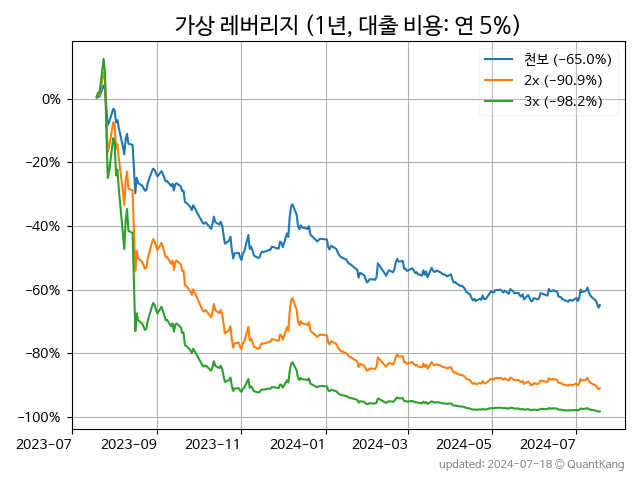 가상 레버리지 (1년, 대출 비용: 연 5%)
천보 (-65.0%)
2x (-90.9%)
3x (-98.2%)
0%
-20%
-40%
-60%
-80%
-100%
2023-07 2023-09 2023-11 2024-01 2024-03 2024-05 2024-07
updated: 2024-07-18 © QuantKang